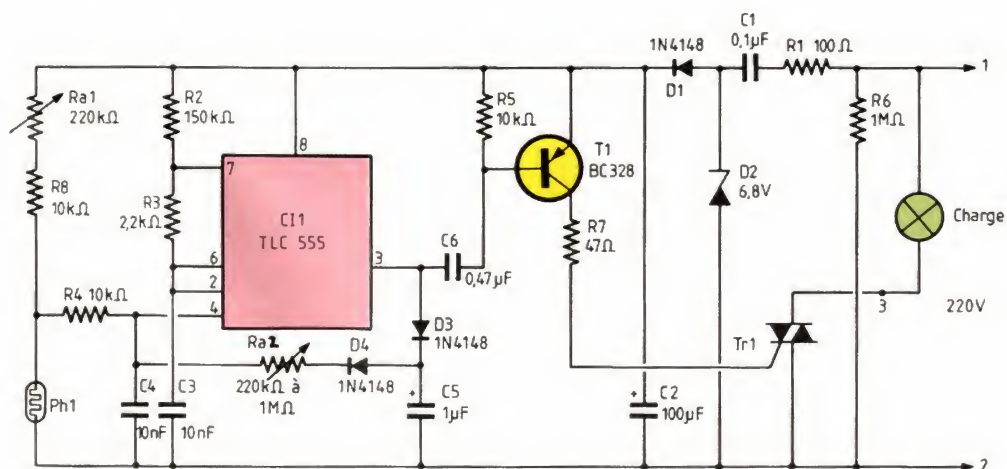 C1
0,1µF
R1 100Ω
1N4148
D1
1
Ra1
220kΩ
R2
150kΩ
8
R5
10kΩ
R6
1MΩ
T1
BC328
7
R8
10kΩ
R3
2,2kΩ
CI1
TLC 555
D2
6,8V
Charge
R7
47Ω
6
3
C6
0,47µF
2
R4 10kΩ
4
3
220V
D3
1N4148
Tr1
Ra2
D4
220kΩ à
1MΩ
1N4148
C4
C3
+
C5
1µF
+
C2
100µF
Ph1
10nF
10nF
2